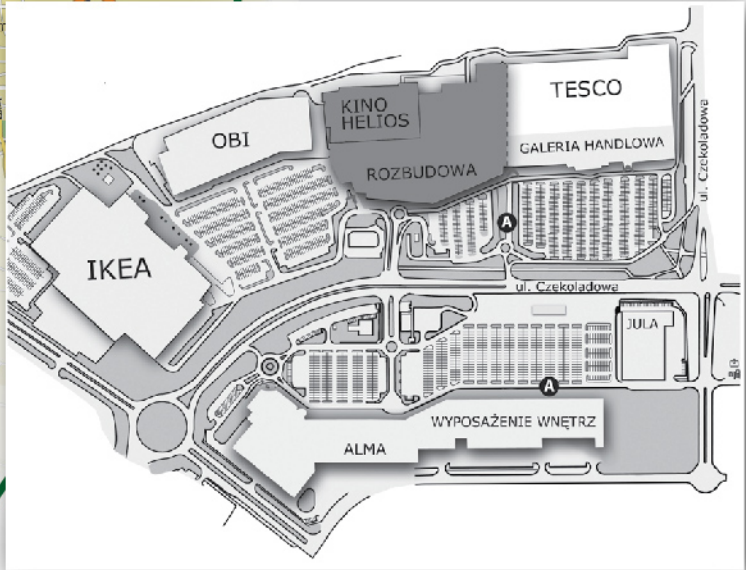 KINO
HELIOS
OBI
ROZBUDOWA
TESCO
GALERIA HANDLOWA
ul. Czekoladowa
A
IKEA
ul. Czekoladowa
JULA
A
WYPOSAŻENIE WNĘTRZ
ALMA